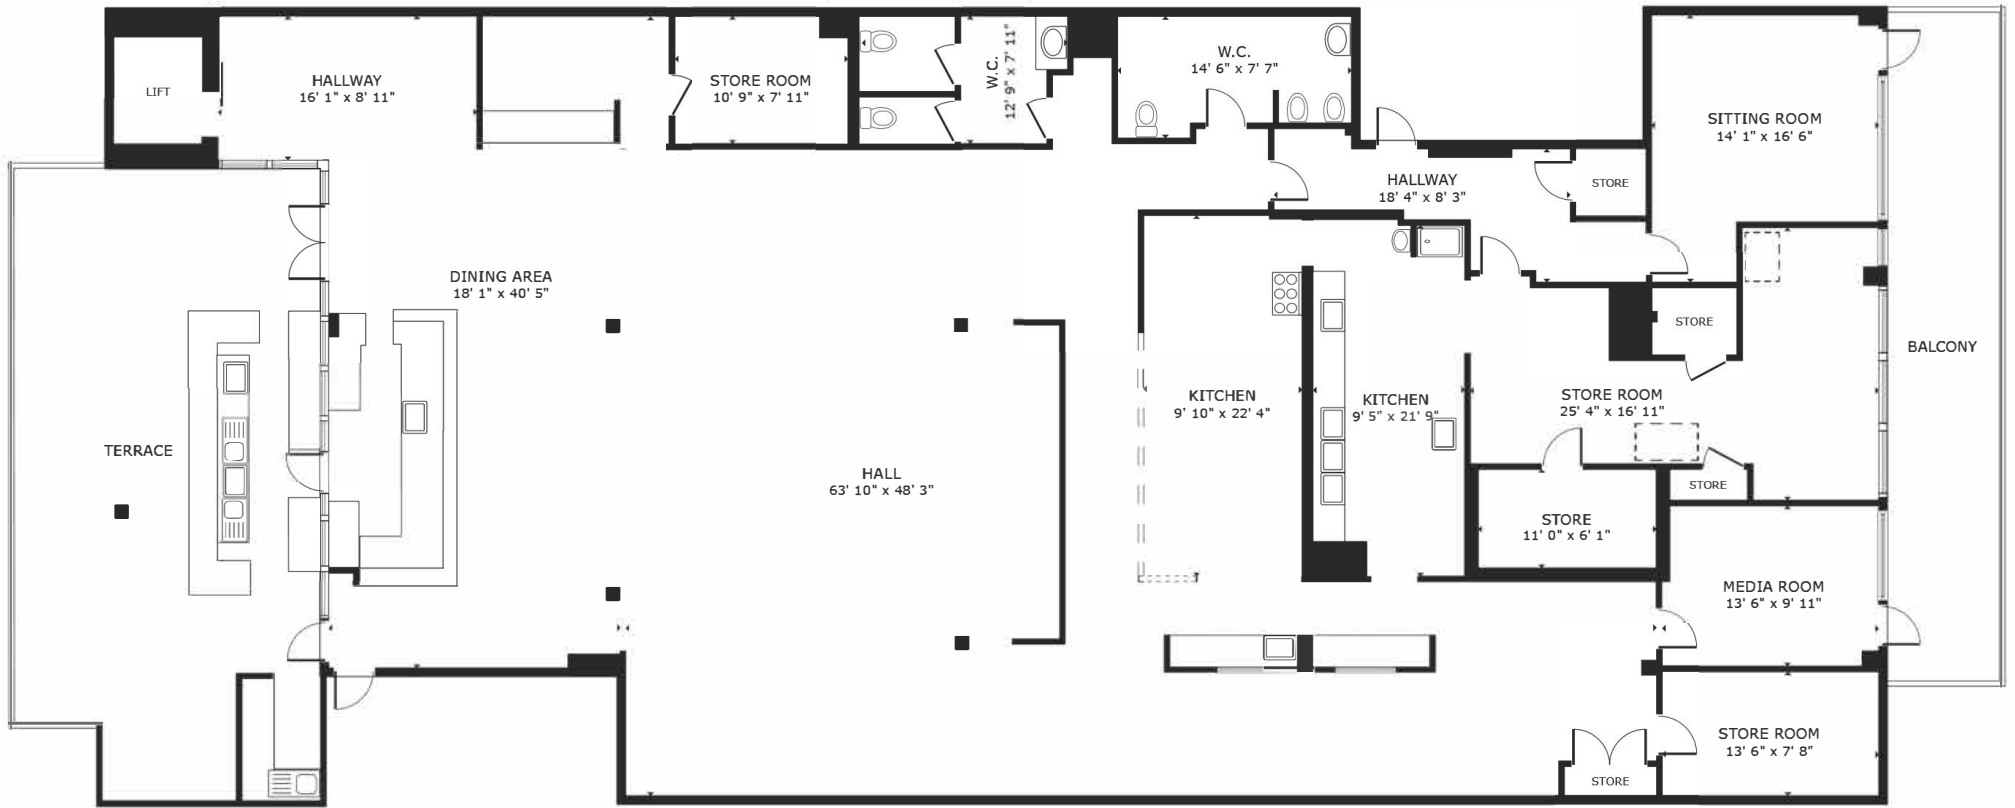 LIFT
HALLWAY
16' 1" x 8' 11"
STORE ROOM
10' 9" x 7' 11"
W.C.
12' 9" x 7' 11"
W.C.
14' 6" x 7' 7"
SITTING ROOM
14' 1" x 16' 6"
HALLWAY
18' 4" x 8' 3"
STORE
DINING AREA
18' 1" x 40' 5"
STORE
BALCONY
KITCHEN
9' 10" x 22' 4"
KITCHEN
9' 5" x 21' 9"
STORE ROOM
25' 4" x 16' 11"
TERRACE
HALL
63' 10" x 48' 3"
STORE
STORE
11' 0" x 6' 1"
MEDIA ROOM
13' 6" x 9' 11"
STORE ROOM
13' 6" x 7' 8"
STORE